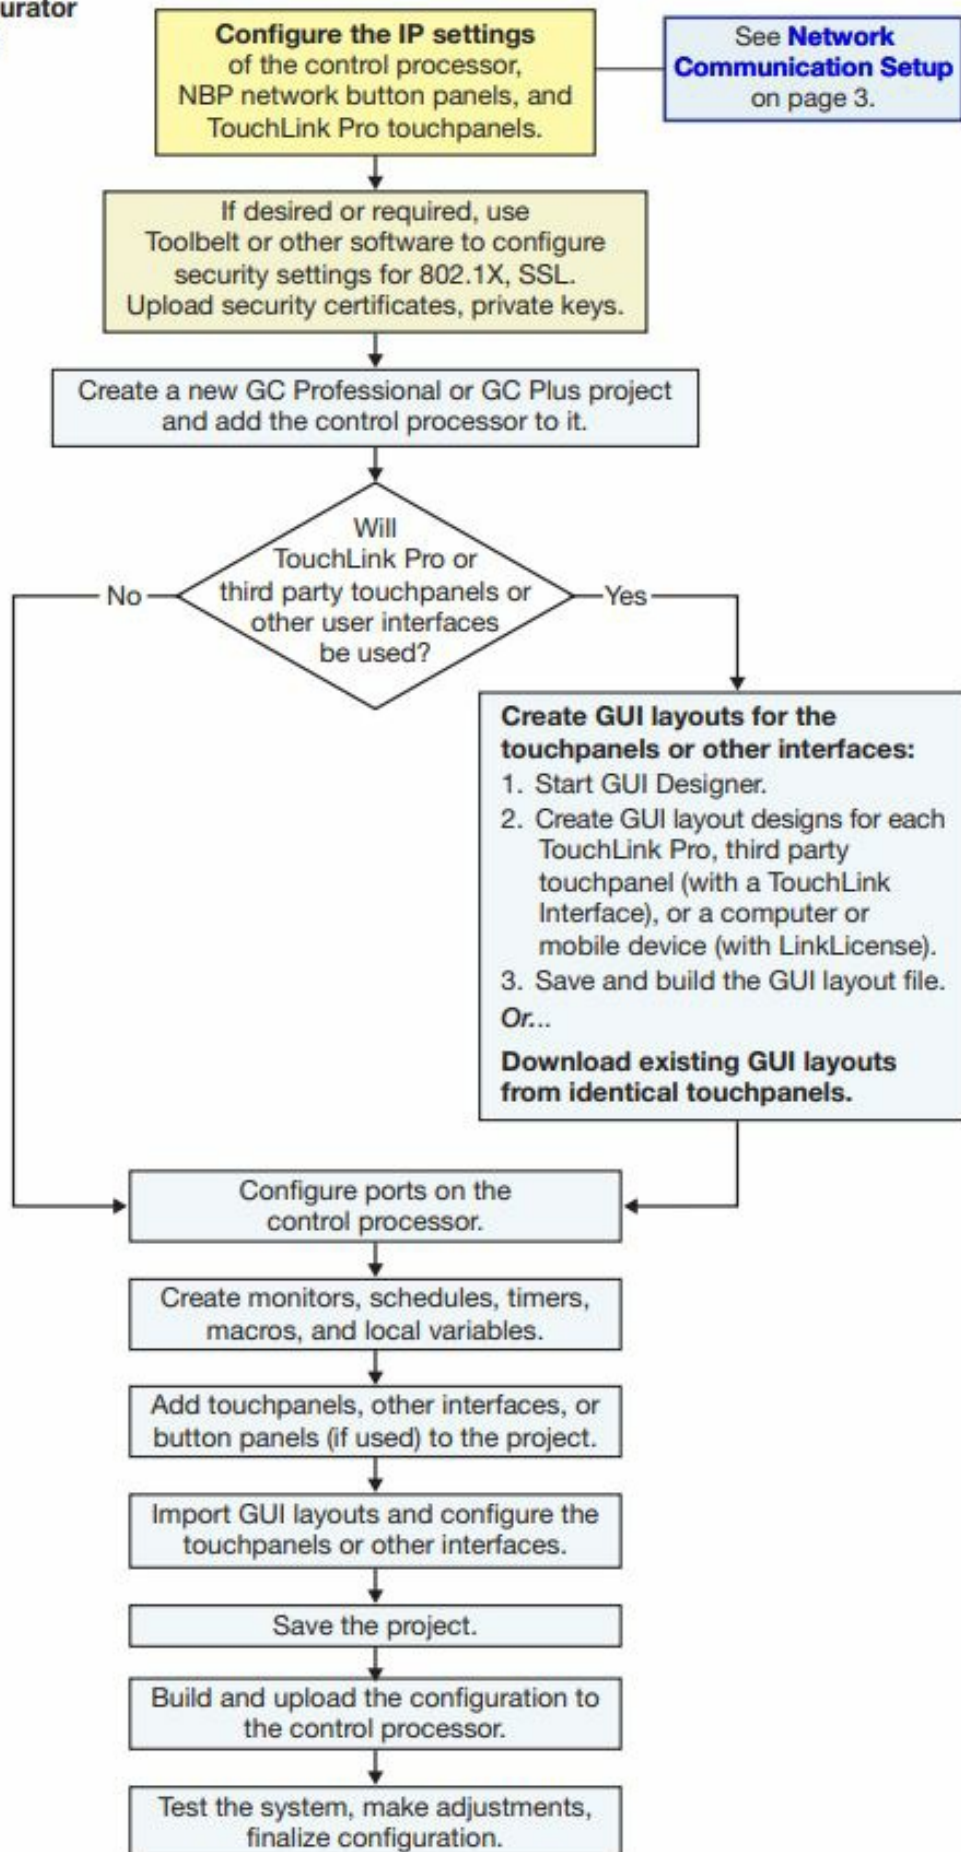 urator
Configure the IP settings
of the control processor,
NBP network button panels, and
TouchLink Pro touchpanels.
See Network
Communication Setup
on page 3.
If desired or required, use
Toolbelt or other software to configure
security settings for 802.1X, SSL.
Upload security certificates, private keys.
Create a new GC Professional or GC Plus project
and add the control processor to it.
Will
TouchLink Pro or
third party touchpanels or
other user interfaces
be used?
No
Yes
Create GUI layouts for the
touchpanels or other interfaces:
1. Start GUI Designer.
2. Create GUI layout designs for each
TouchLink Pro, third party
touchpanel (with a TouchLink
Interface), or a computer or
mobile device (with LinkLicense).
3. Save and build the GUI layout file.
Or...
Download existing GUI layouts
from identical touchpanels.
Configure ports on the
control processor.
Create monitors, schedules, timers,
macros, and local variables.
Add touchpanels, other interfaces, or
button panels (if used) to the project.
Import GUI layouts and configure the
touchpanels or other interfaces.
Save the project.
Build and upload the configuration to
the control processor.
Test the system, make adjustments,
finalize configuration.